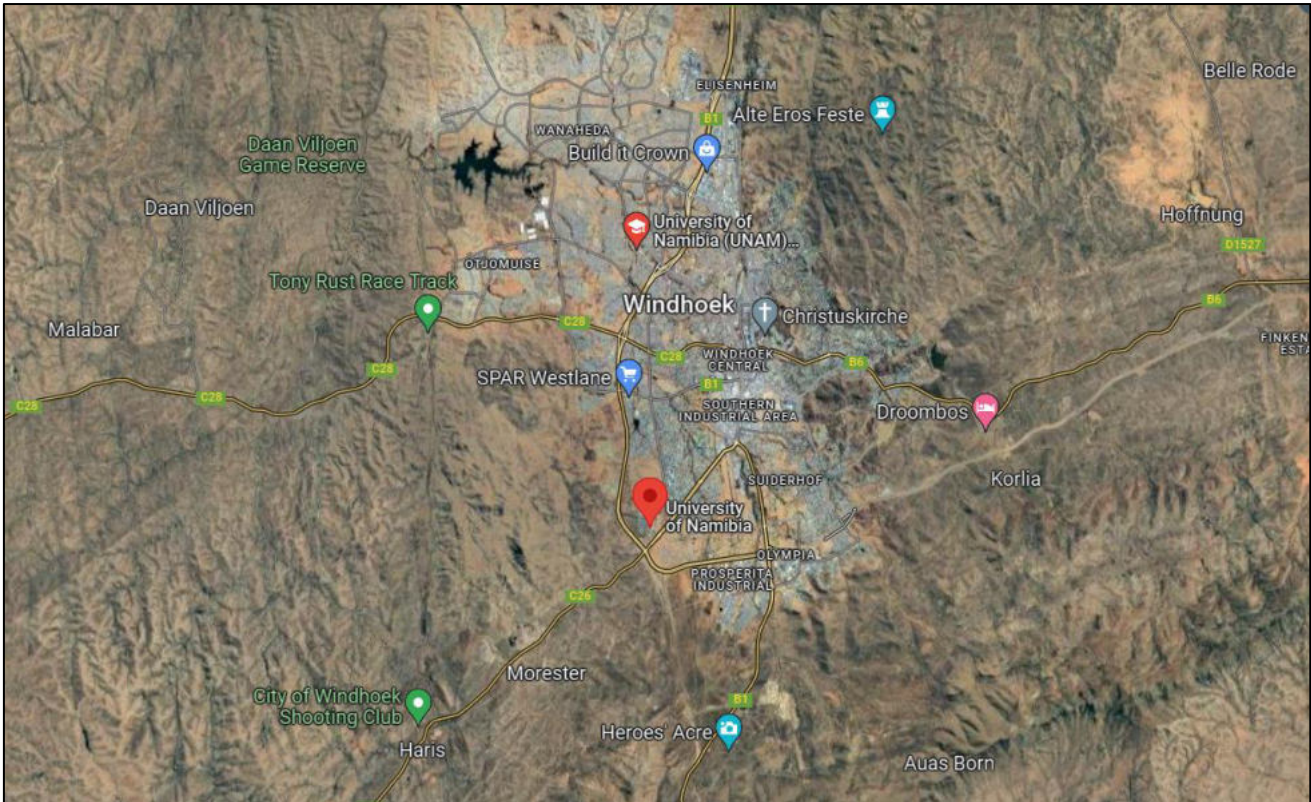 Belle Rode
ELISENHEIM
Alte Eros Feste
B1
WANAHEDA
Daan Viljoen
Game Reserve
Build it Crown
Daan Viljoen
Hoffnung
University of
Namibia (UNAM)...
D1527
OTJOMUISE
Tony Rust Race Track
B6
Windhoek
Christuskirche
Malabar
C28
FINKEN
ESTA
WINDHOEK
CENTRAL
C28
B6
C28
SPAR Westlane
B1
C28
C28
SOUTHERN
INDUSTRIAL AREA
Droombos
SUIDERHOF
Korlia
University
of Namibia
OLYMPIA
PROSPERITA
INDUSTRIAL
C26
Morester
City of Windhoek
Shooting Club
B1
Heroes' Acre
Haris
Auas Born